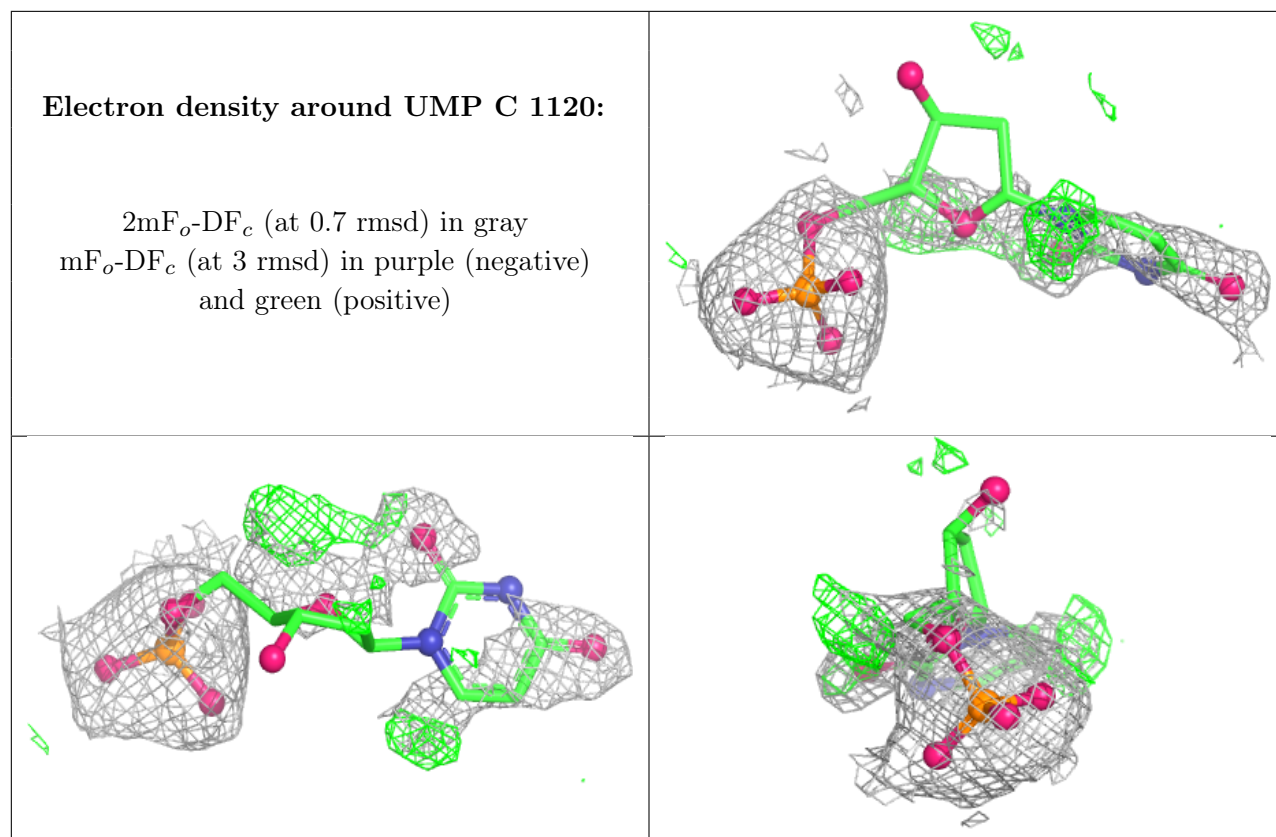 Electron density around UMP C 1120:
2mFₒ-DF𝒸 (at 0.7 rmsd) in gray
mFₒ-DF𝒸 (at 3 rmsd) in purple (negative)
and green (positive)